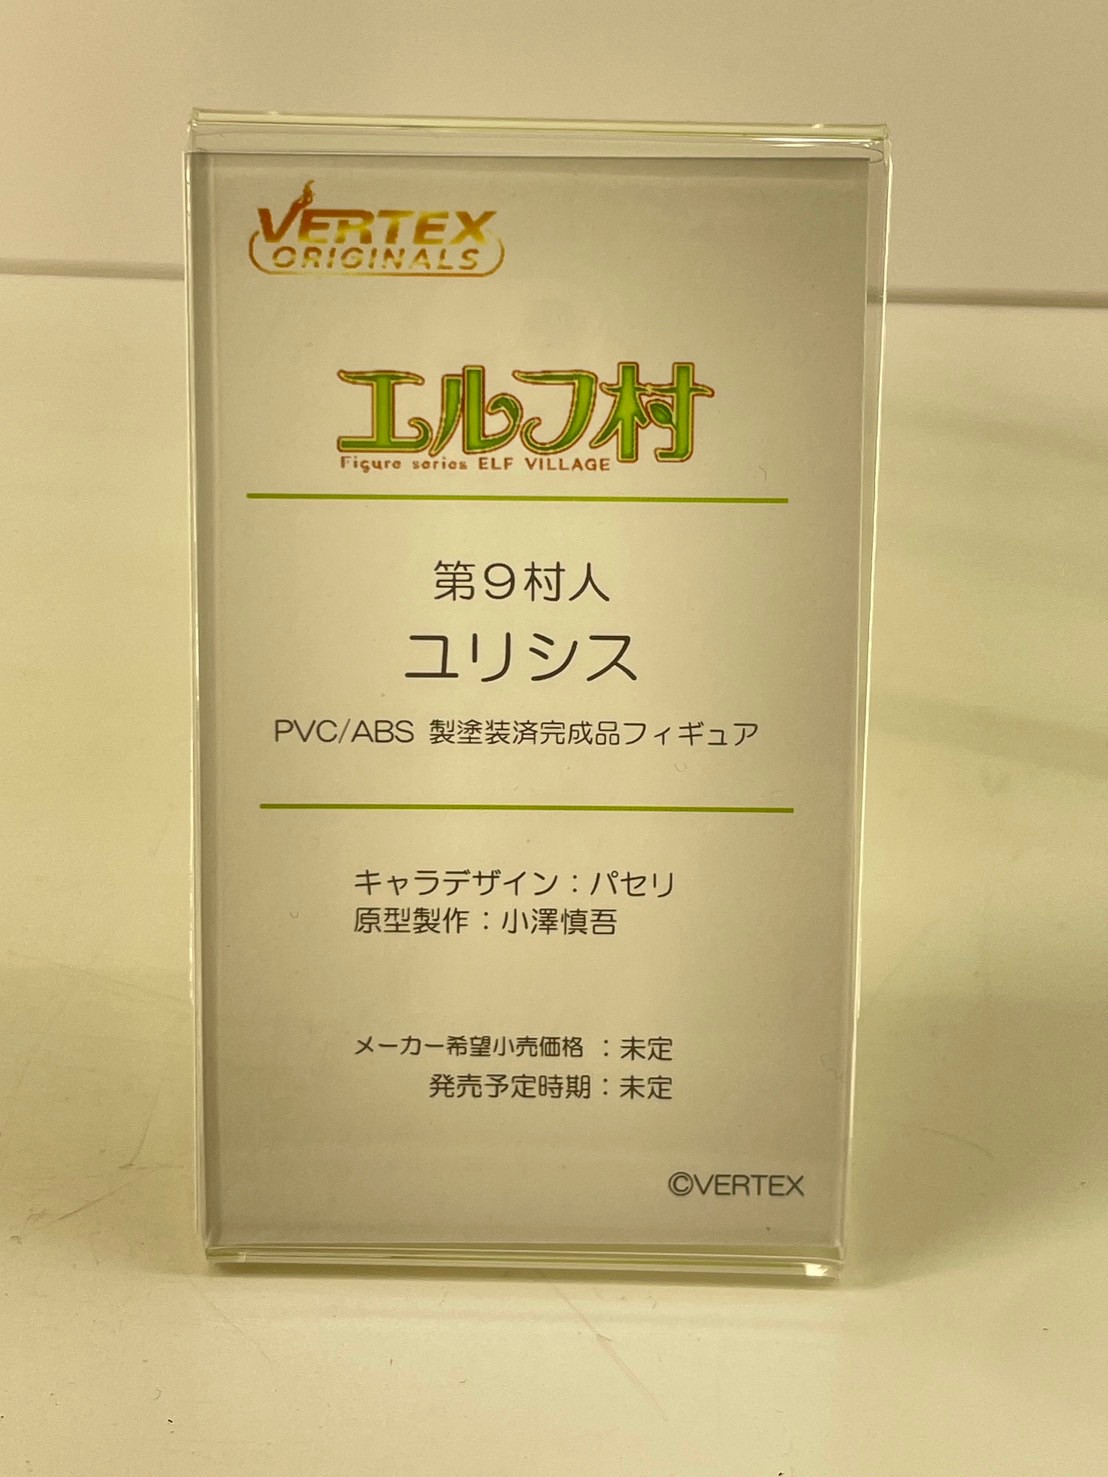 VERTEX
ORIGINALS
エルフ村
Figure series ELF VILLAGE
第9村人
ユリシス
PVC/ABS 製塗装済完成品フィギュア
キャラデザイン：パセリ
原型製作：小澤慎吾
メーカー希望小売価格：未定
発売予定時期：未定
©VERTEX